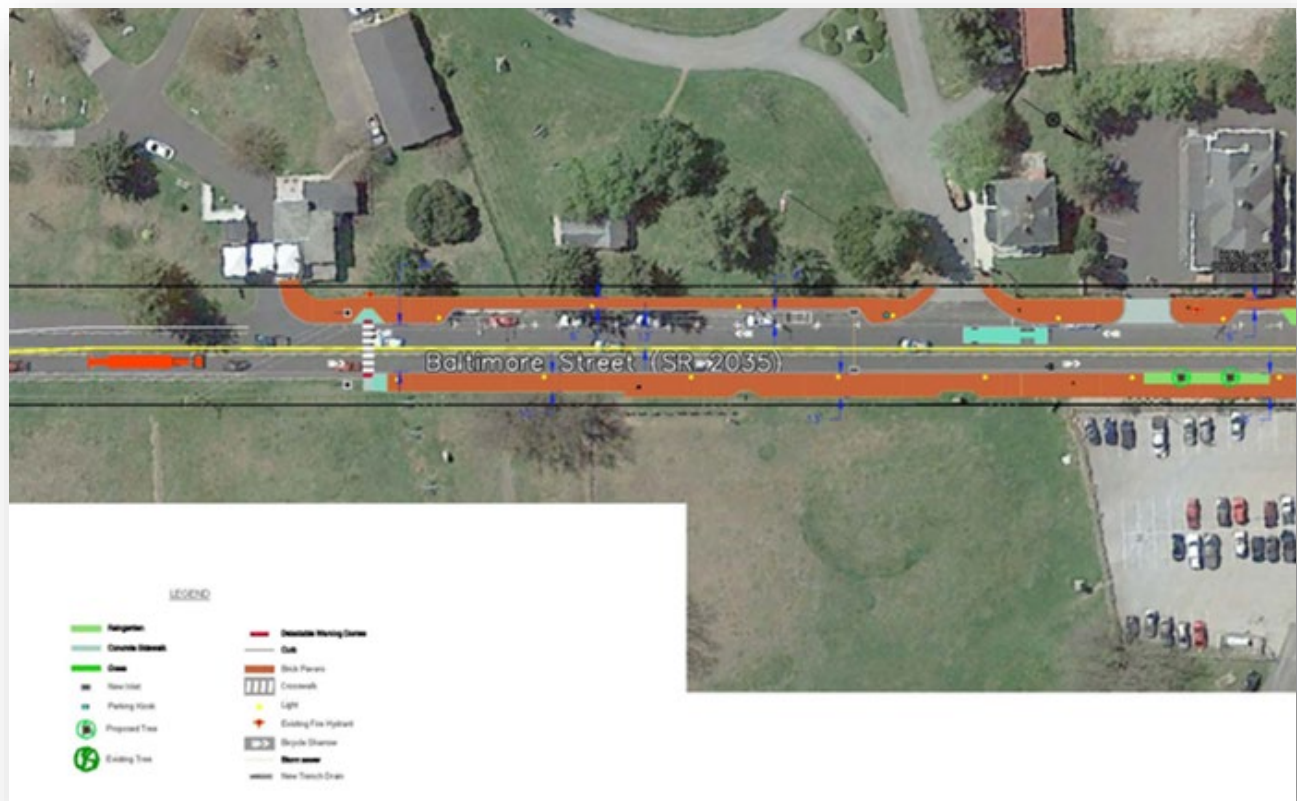 Baltimore Street (SR 2035)
15'
LEGEND
Raingarden
Concrete Sidewalk
Grass
New Inlet
Parking Kiosk
Proposed Tree
Existing Tree
Detectable Warning Domes
Curb
Brick Pavers
Crosswalk
Light
Existing Fire Hydrant
Bicycle Sharrow
Storm sewer
New Trench Drain